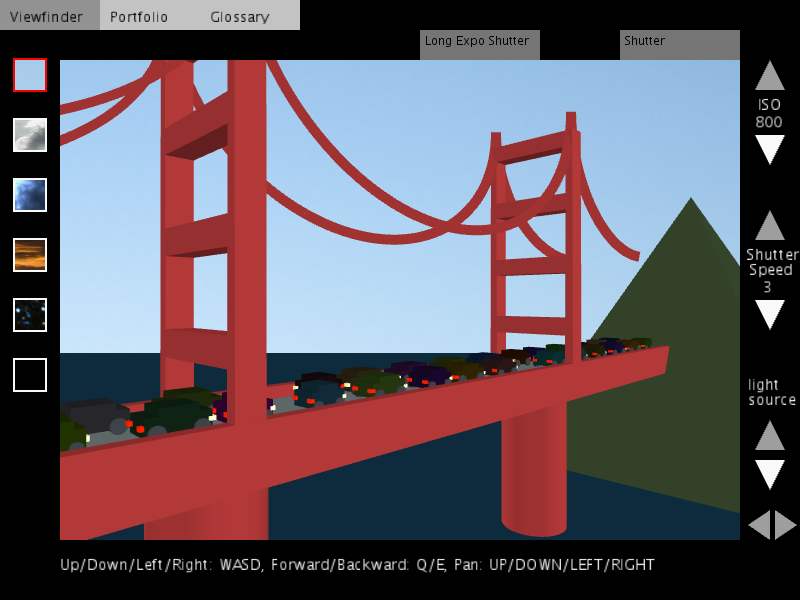 Viewfinder
Portfolio
Glossary
Long Expo Shutter
Shutter
ISO
800
Shutter
Speed
3
light
source
Up/Down/Left/Right: WASD, Forward/Backward: Q/E, Pan: UP/DOWN/LEFT/RIGHT